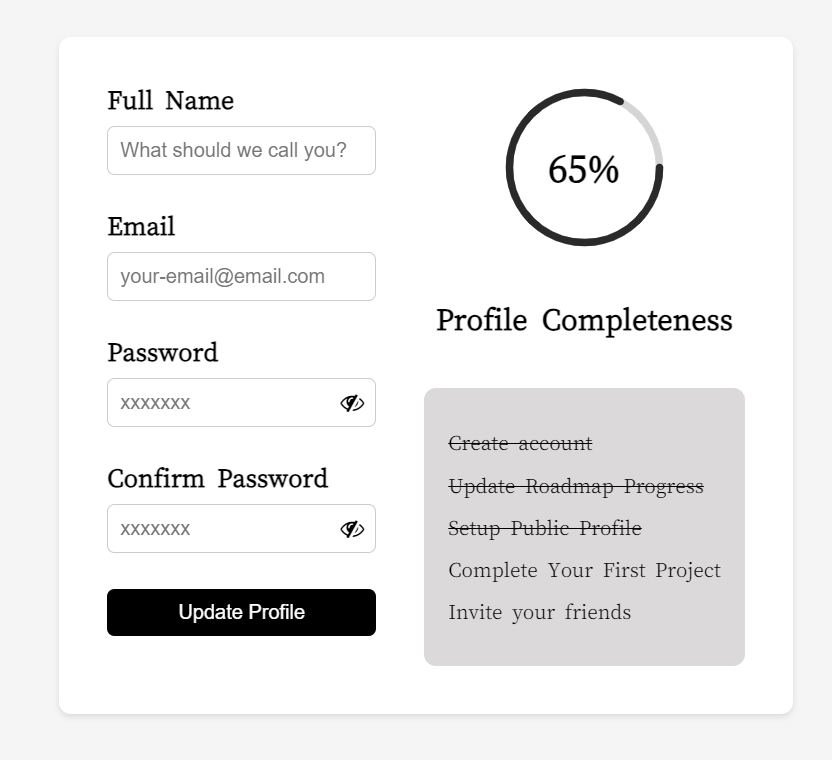 Full Name
What should we call you?
Email
your-email@email.com
Password
xxxxxxx
Confirm Password
xxxxxxx
Update Profile
65%
Profile Completeness
Create account
Update Roadmap Progress
Setup Public Profile
Complete Your First Project
Invite your friends